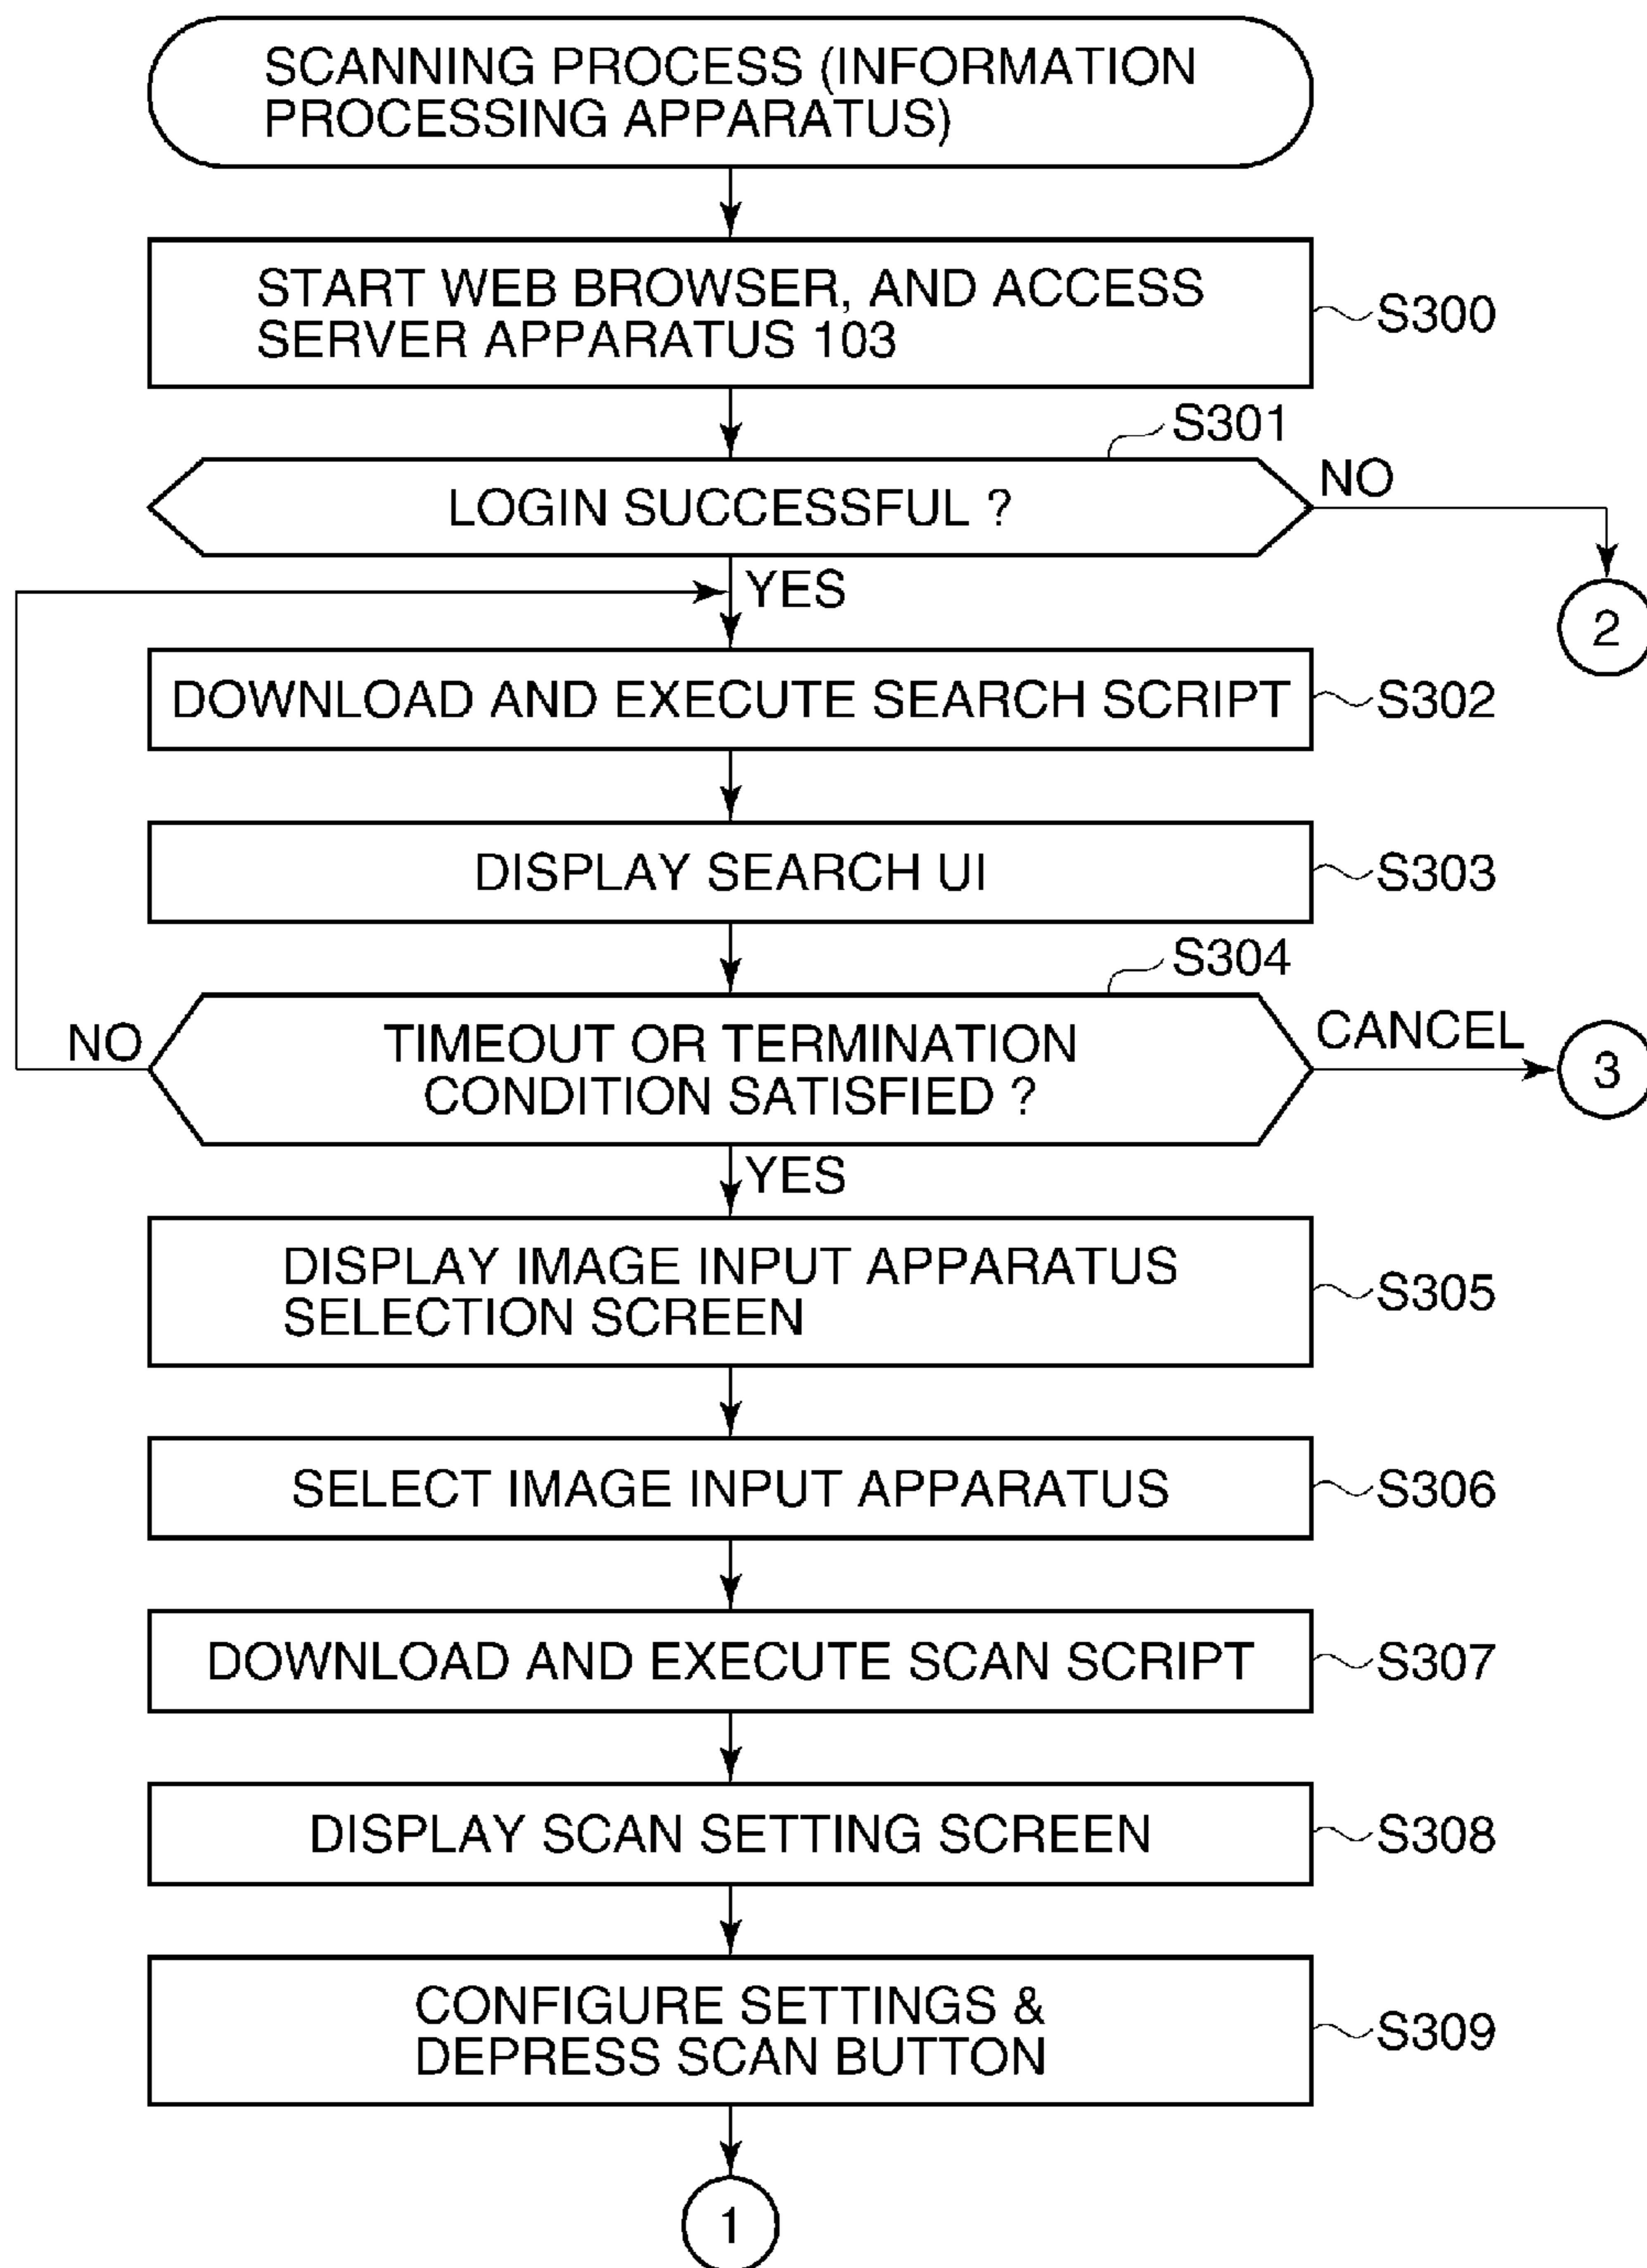 SCANNING PROCESS (INFORMATION
PROCESSING APPARATUS)
START WEB BROWSER, AND ACCESS
SERVER APPARATUS 103
S300
S301
LOGIN SUCCESSFUL ?
NO
YES
2
DOWNLOAD AND EXECUTE SEARCH SCRIPT
S302
DISPLAY SEARCH UI
S303
S304
NO
TIMEOUT OR TERMINATION
CONDITION SATISFIED ?
CANCEL
3
YES
DISPLAY IMAGE INPUT APPARATUS
SELECTION SCREEN
S305
SELECT IMAGE INPUT APPARATUS
S306
DOWNLOAD AND EXECUTE SCAN SCRIPT
S307
DISPLAY SCAN SETTING SCREEN
S308
CONFIGURE SETTINGS &
DEPRESS SCAN BUTTON
S309
1